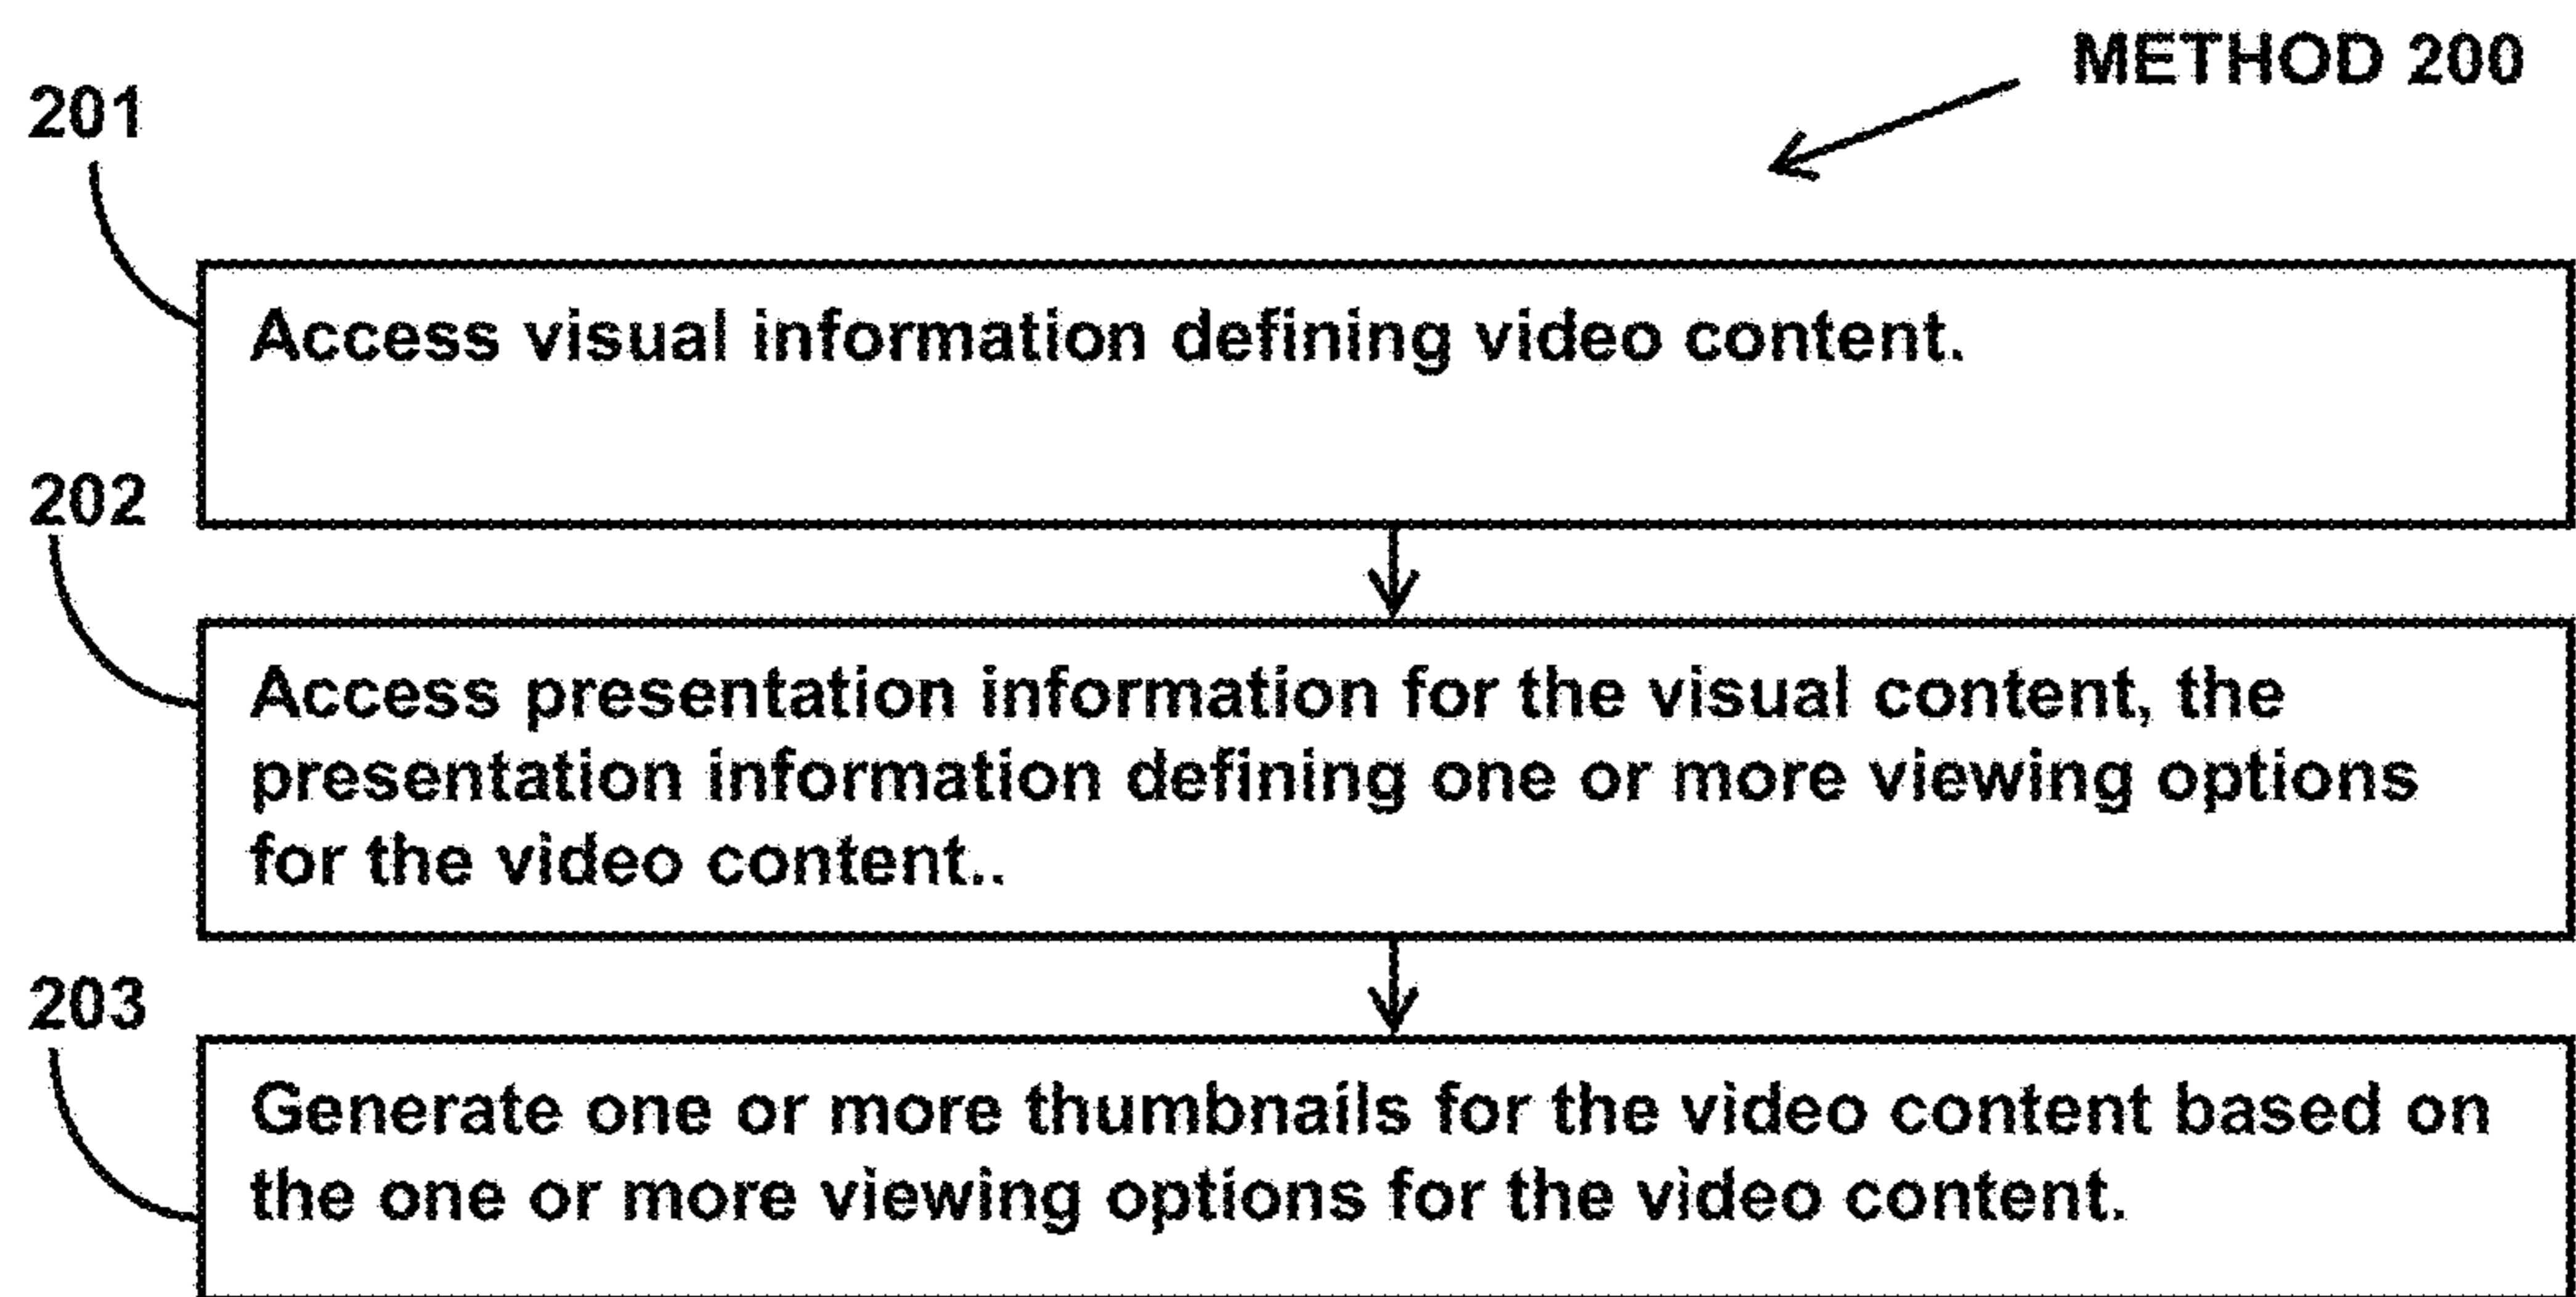 METHOD 200
201
Access visual information defining video content.
202
Access presentation information for the visual content, the
presentation information defining one or more viewing options
for the video content..
203
Generate one or more thumbnails for the video content based on
the one or more viewing options for the video content.